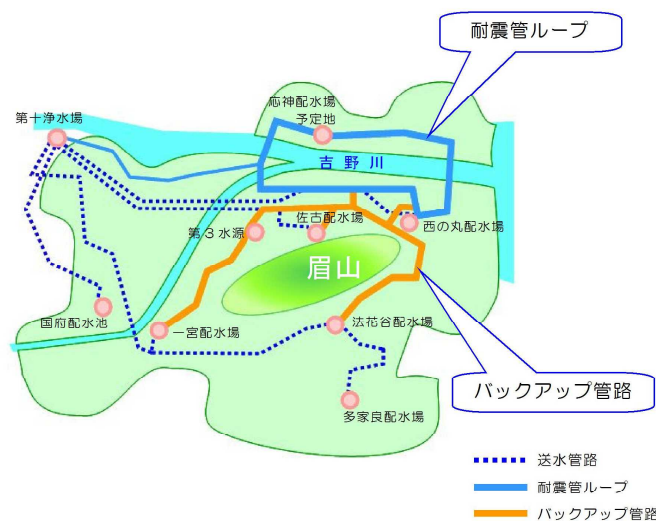 耐震管ループ
応神配水場
予定地
第十浄水場
吉野川
佐古配水場
第3水源
西の丸配水場
眉山
国府配水池
一宮配水場
法花谷配水場
バックアップ管路
多家良配水場
送水管路
耐震管ループ
バックアップ管路